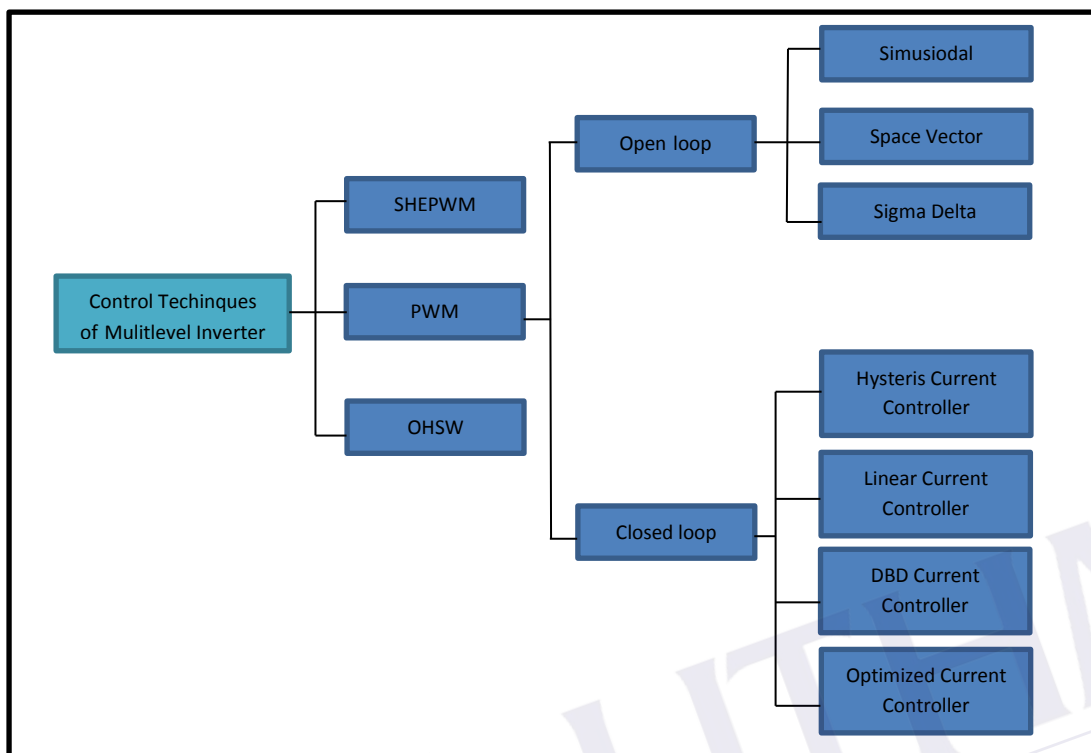 Control Techinques
of Mulitlevel Inverter
SHEPWM
PWM
OHSW
Open loop
Closed loop
Simusiodal
Space Vector
Sigma Delta
Hysteris Current
Controller
Linear Current
Controller
DBD Current
Controller
Optimized Current
Controller